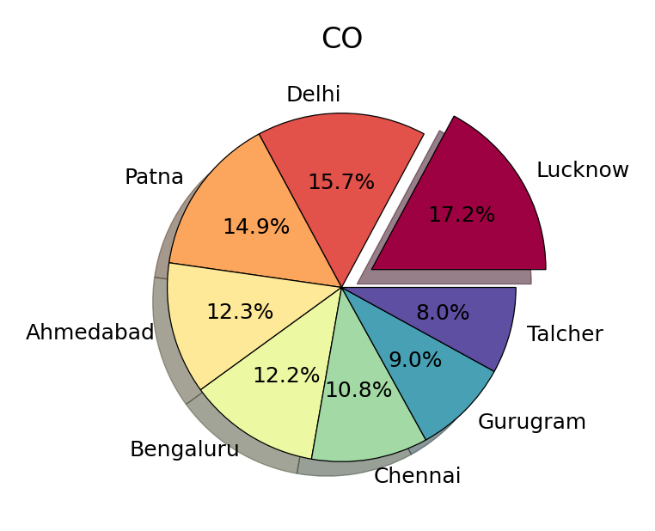 CO
Delhi
Lucknow
Patna
15.7%
17.2%
14.9%
Ahmedabad
12.3%
8.0%
Talcher
12.2%
10.8%
9.0%
Gurugram
Bengaluru
Chennai